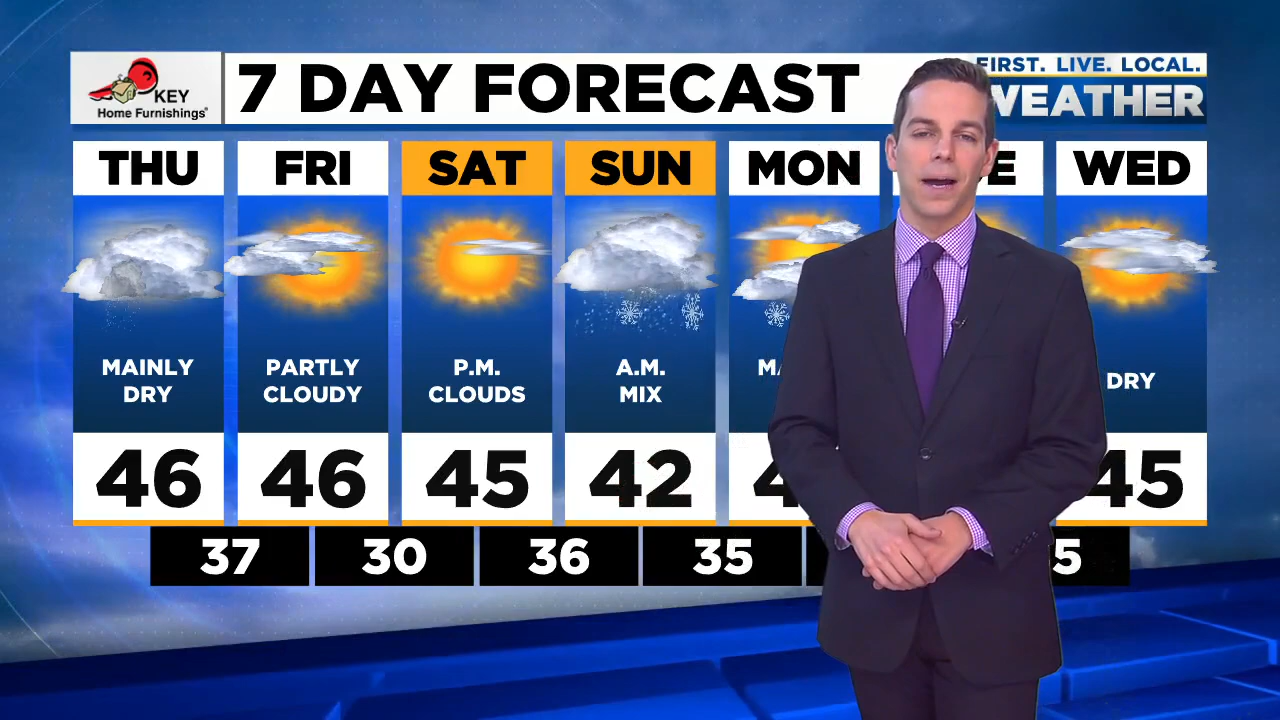 KEY
Home Furnishings
7 DAY FORECAST
FIRST. LIVE. LOCAL.
WEATHER
THU
FRI
SAT
SUN
MON
WED
MAINLY
DRY
PARTLY
CLOUDY
P.M.
CLOUDS
A.M.
MIX
DRY
46
46
45
42
45
37
30
36
35